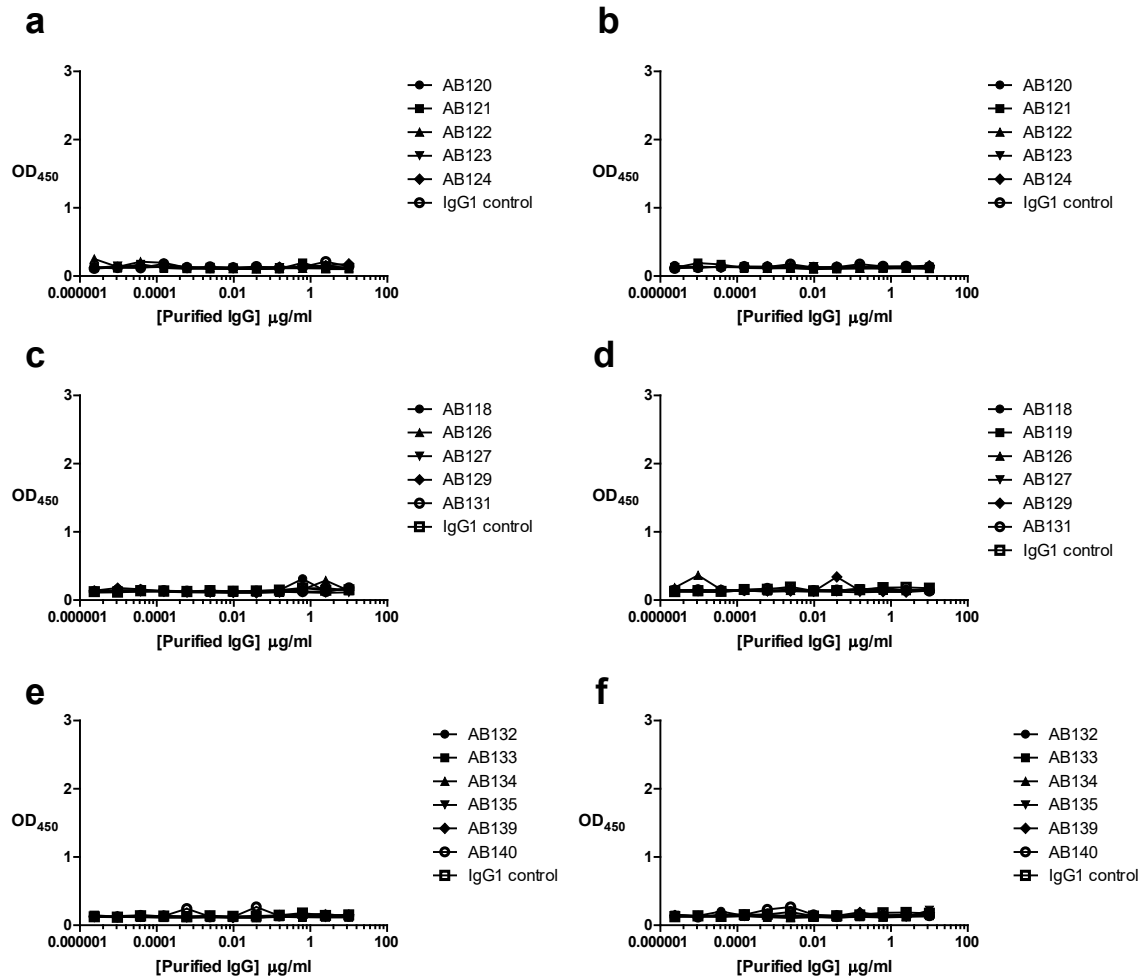 a
3
2
1
0
OD450
0.000001
0.0001
0.01
1
100
[Purified IgG] μg/ml
AB120
AB121
AB122
AB123
AB124
IgG1 control
b
3
2
1
0
OD450
0.000001
0.0001
0.01
1
100
[Purified IgG] μg/ml
AB120
AB121
AB122
AB123
AB124
IgG1 control
c
3
2
1
0
OD450
0.000001
0.0001
0.01
1
100
[Purified IgG] μg/ml
AB118
AB126
AB127
AB129
AB131
IgG1 control
d
3
2
1
0
OD450
0.000001
0.0001
0.01
1
100
[Purified IgG] μg/ml
AB118
AB119
AB126
AB127
AB129
AB131
IgG1 control
e
3
2
1
0
OD450
0.000001
0.0001
0.01
1
100
[Purified IgG] μg/ml
AB132
AB133
AB134
AB135
AB139
AB140
IgG1 control
f
3
2
1
0
OD450
0.000001
0.0001
0.01
1
100
[Purified IgG] μg/ml
AB132
AB133
AB134
AB135
AB139
AB140
IgG1 control